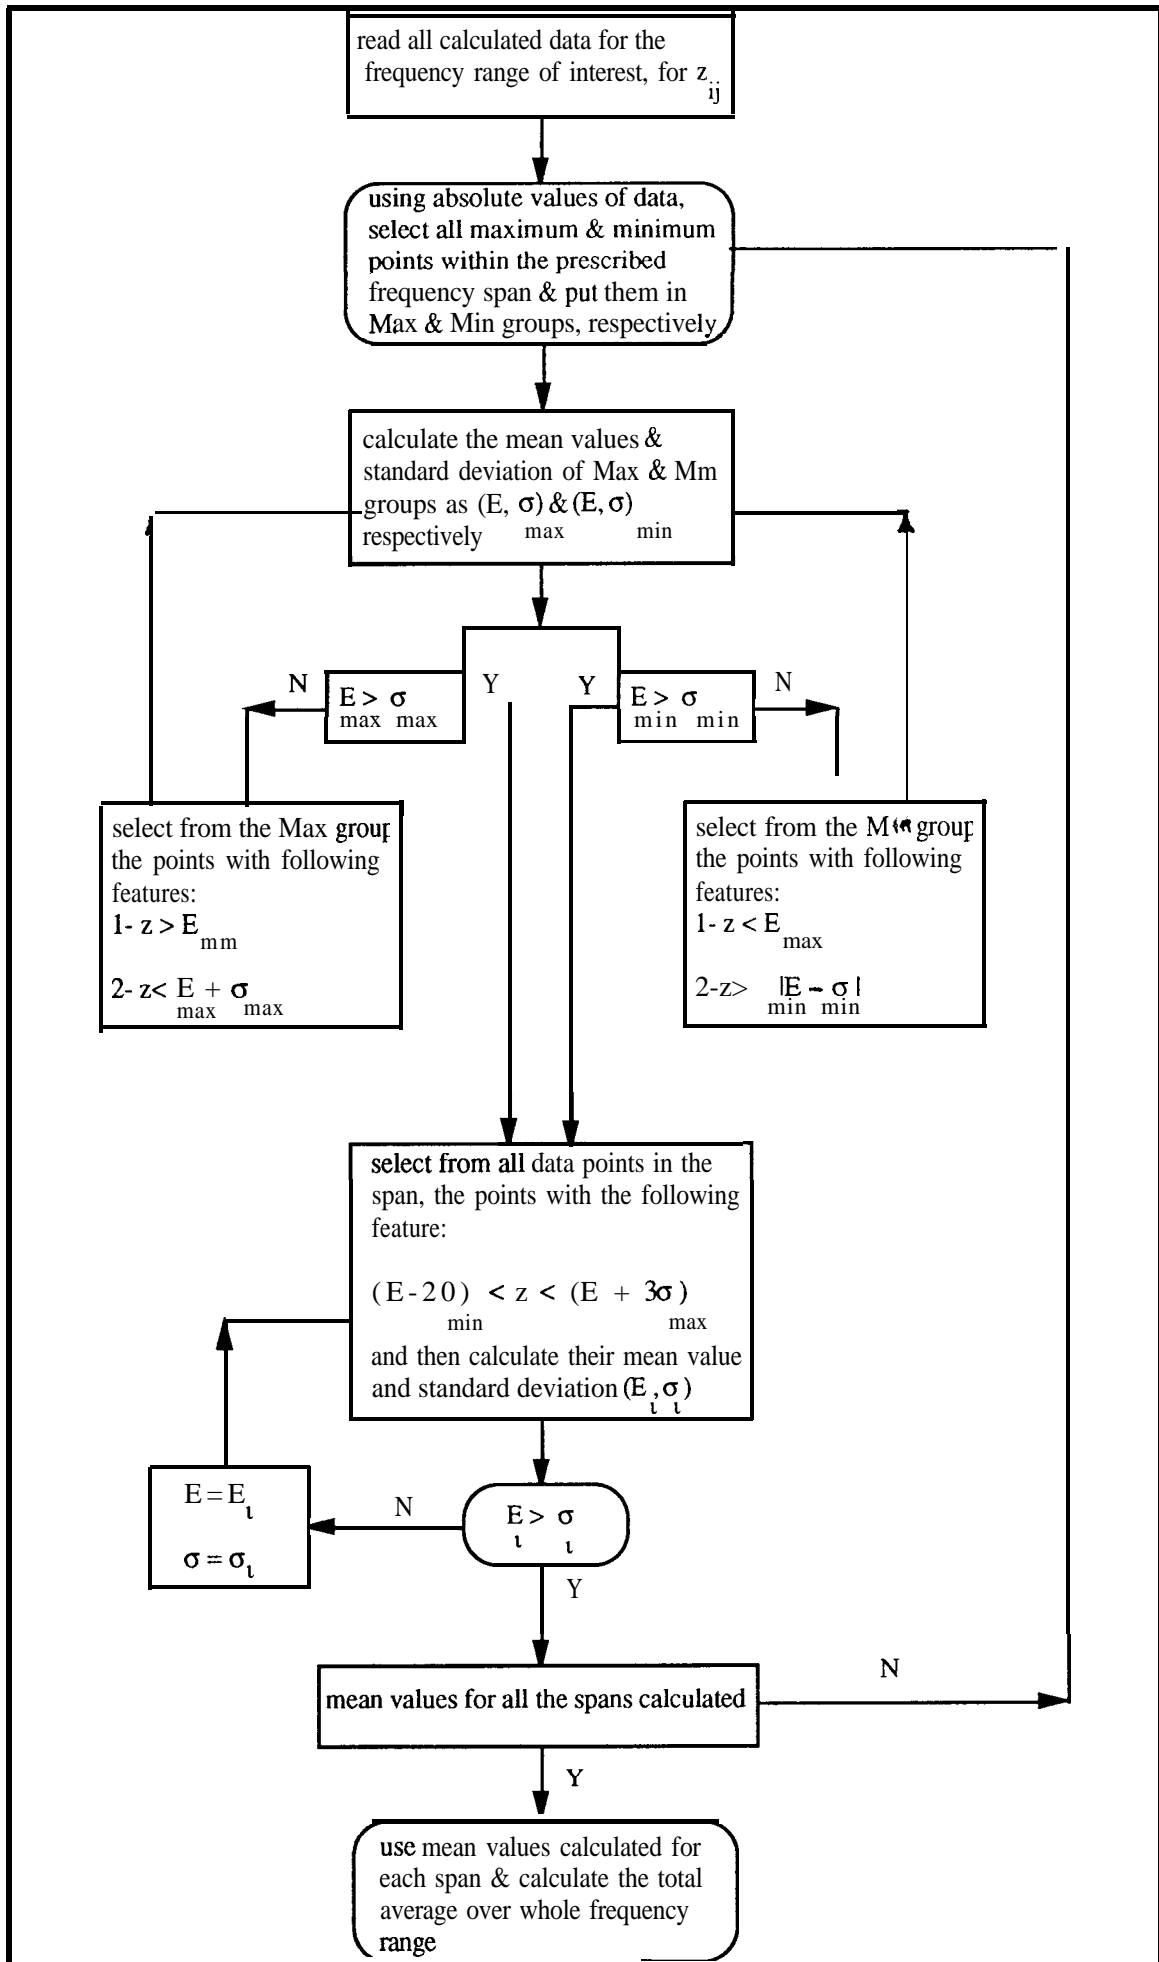 read all calculated data for the
frequency range of interest, for z
ij
using absolute values of data,
select all maximum & minimum
points within the prescribed
frequency span & put them in
Max & Min groups, respectively
calculate the mean values &
standard deviation of Max & Mm
groups as (E, σ) & (E, σ)
max min
respectively
N
E > σ
max max
Y
Y
E > σ
min min
N
select from the Max group
the points with following
features:
1- z > E
mm
2- z < E + σ
max max
select from the Min group
the points with following
features:
1- z < E
max
2-z> |E - σ|
min min
select from all data points in the
span, the points with the following
feature:
(E-20) < z < (E + 3σ)
min max
and then calculate their mean value
and standard deviation (E , σ )
ι ι
E = E
ι
σ = σ
ι
N
E > σ
ι ι
Y
mean values for all the spans calculated
N
Y
use mean values calculated for
each span & calculate the total
average over whole frequency
range